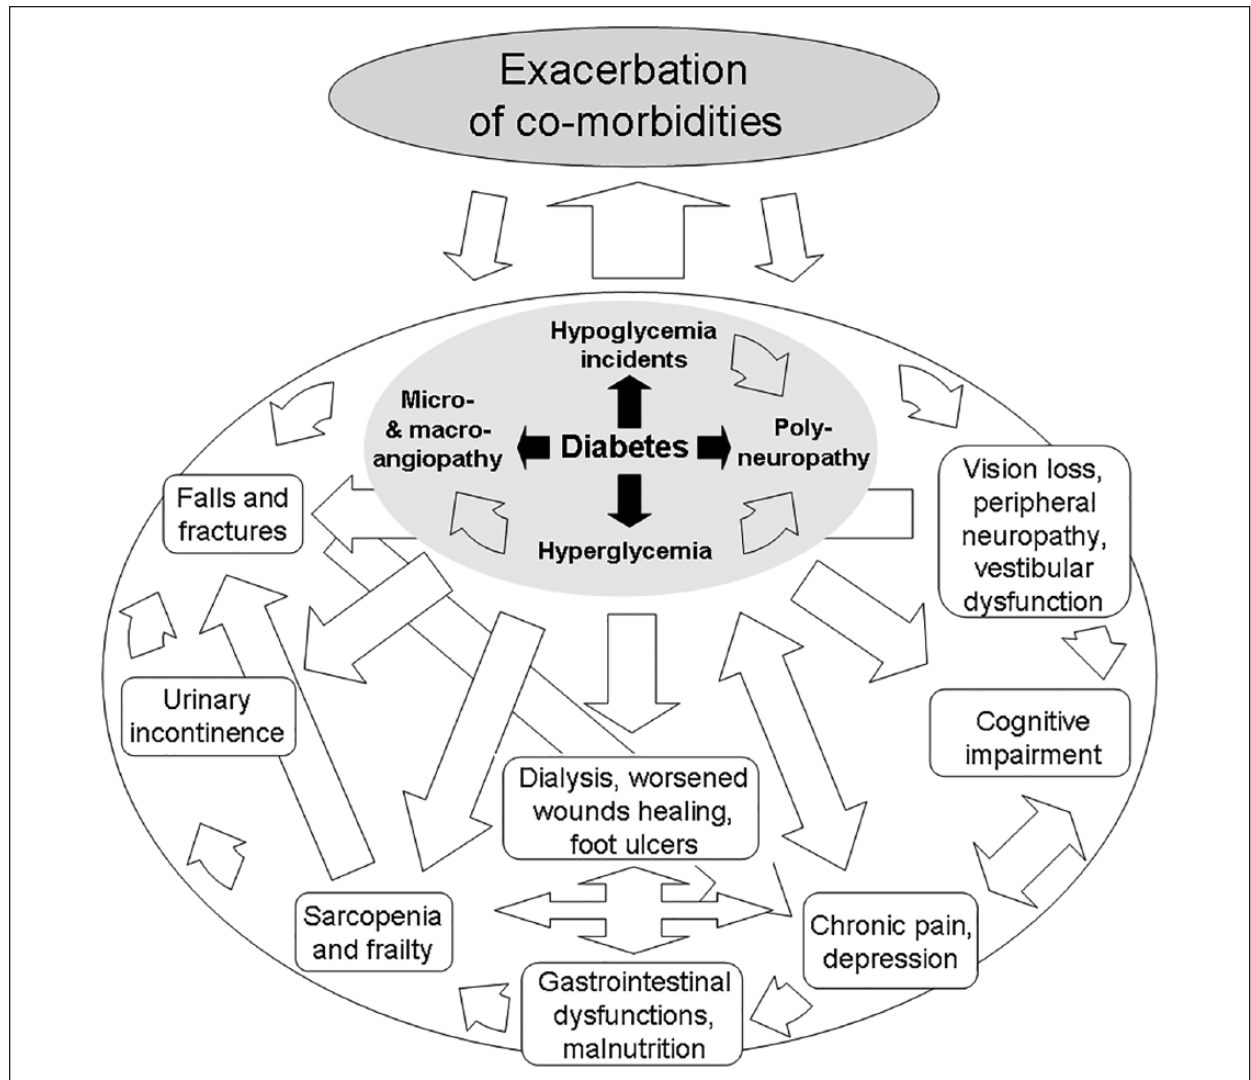 Exacerbation
of co-morbidities
Hypoglycemia
incidents
Micro-
& macro-
angiopathy
Diabetes
Poly-
neuropathy
Hyperglycemia
Falls and
fractures
Vision loss,
peripheral
neuropathy,
vestibular
dysfunction
Urinary
incontinence
Cognitive
impairment
Dialysis, worsened
wounds healing,
foot ulcers
Sarcopenia
and frailty
Chronic pain,
depression
Gastrointestinal
dysfunctions,
malnutrition